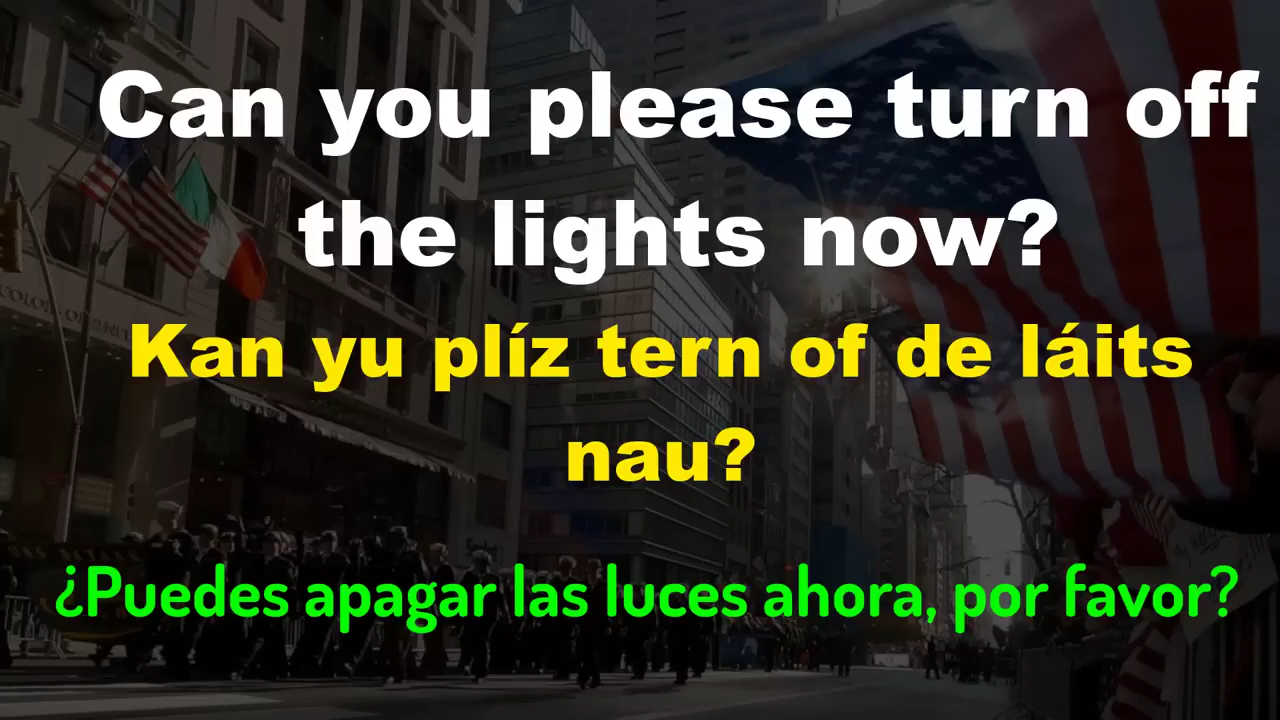 Can you please turn off
the lights now?
Kan yu plíz tern of de láits
nau?
¿Puedes apagar las luces ahora, por favor?